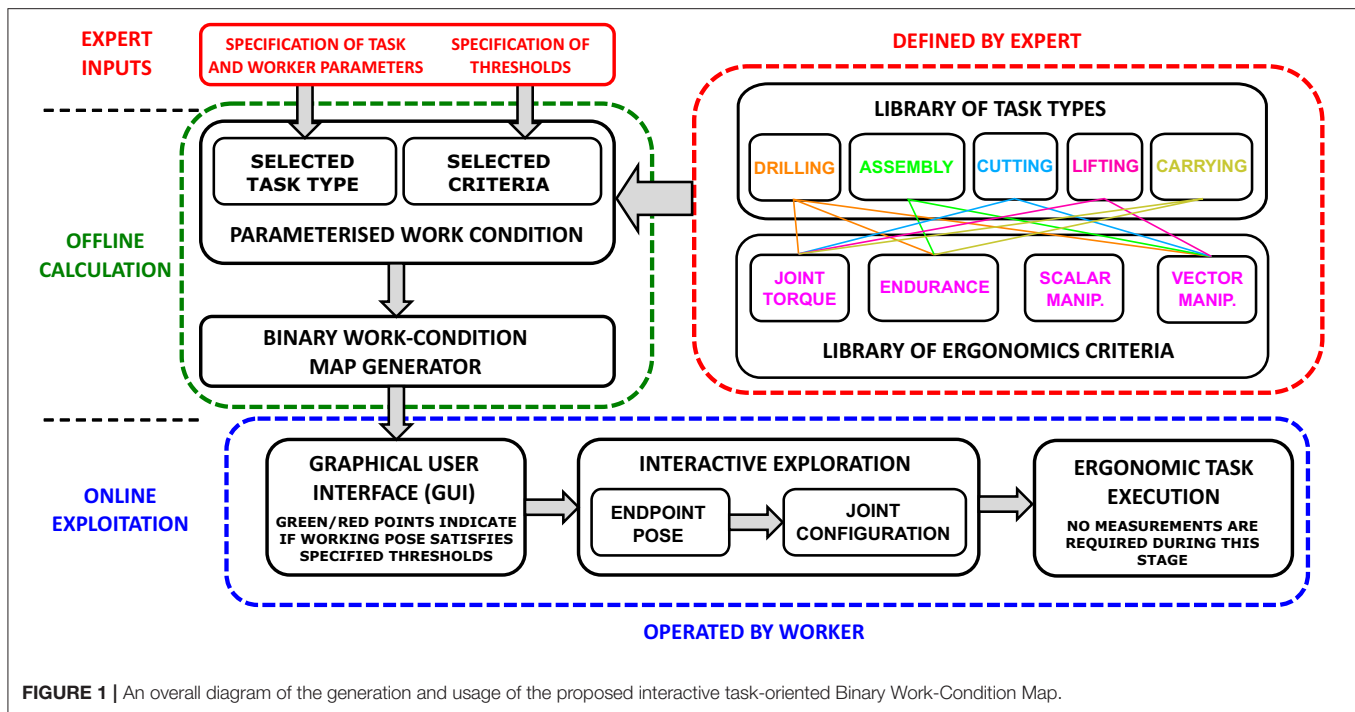 EXPERT
INPUTS
SPECIFICATION OF TASK
AND WORKER PARAMETERS
SPECIFICATION OF
THRESHOLDS
DEFINED BY EXPERT
OFFLINE
CALCULATION
SELECTED
TASK TYPE
SELECTED
CRITERIA
PARAMETERISED WORK CONDITION
BINARY WORK-CONDITION
MAP GENERATOR
LIBRARY OF TASK TYPES
DRILLING
ASSEMBLY
CUTTING
LIFTING
CARRYING
JOINT
TORQUE
ENDURANCE
SCALAR
MANIP.
VECTOR
MANIP.
LIBRARY OF ERGONOMICS CRITERIA
ONLINE
EXPLOITATION
GRAPHICAL USER
INTERFACE (GUI)
GREEN/RED POINTS INDICATE
IF WORKING POSE SATISFIES
SPECIFIED THRESHOLDS
INTERACTIVE EXPLORATION
ENDPOINT
POSE
JOINT
CONFIGURATION
ERGONOMIC TASK
EXECUTION
NO MEASUREMENTS ARE
REQUIRED DURING THIS
STAGE
OPERATED BY WORKER
FIGURE 1 | An overall diagram of the generation and usage of the proposed interactive task-oriented Binary Work-Condition Map.